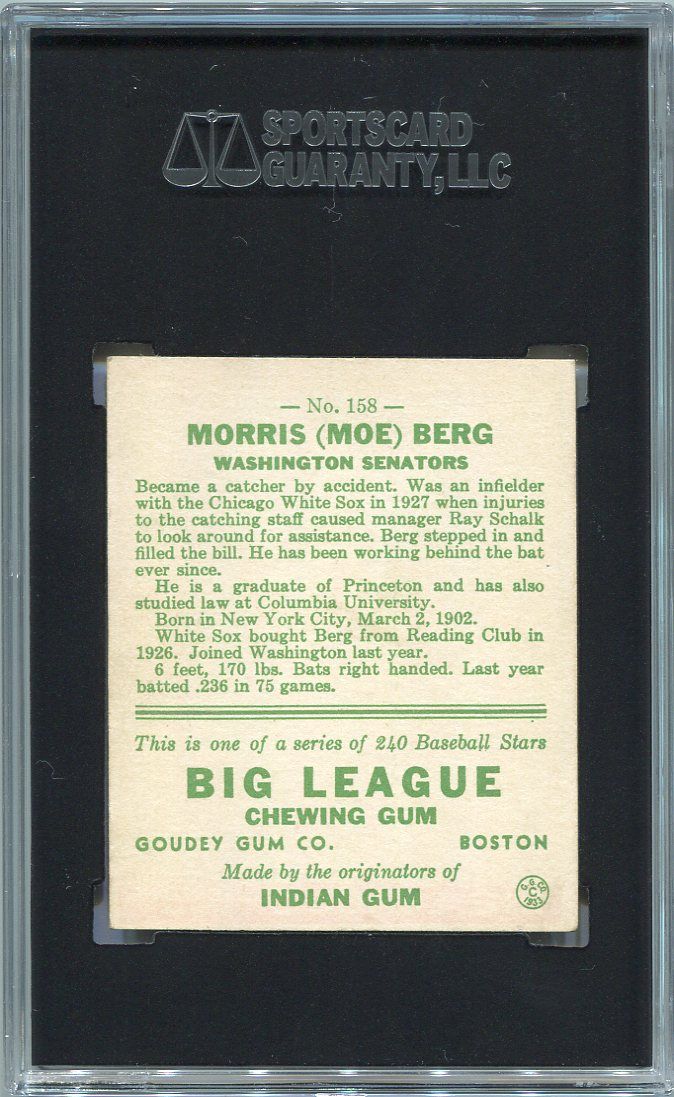 SPORTSCARD
GUARANTY, LLC
— No. 158 —
MORRIS (MOE) BERG
WASHINGTON SENATORS
Became a catcher by accident. Was an infielder
with the Chicago White Sox in 1927 when injuries
to the catching staff caused manager Ray Schalk
to look around for assistance. Berg stepped in and
filled the bill. He has been working behind the bat
ever since.
He is a graduate of Princeton and has also
studied law at Columbia University.
Born in New York City, March 2, 1902.
White Sox bought Berg from Reading Club in
1926. Joined Washington last year.
6 feet, 170 lbs. Bats right handed. Last year
batted .236 in 75 games.
This is one of a series of 240 Baseball Stars
BIG LEAGUE
CHEWING GUM
GOUDEY GUM CO. BOSTON
Made by the originators of
INDIAN GUM
G. G. CO.
C
1933